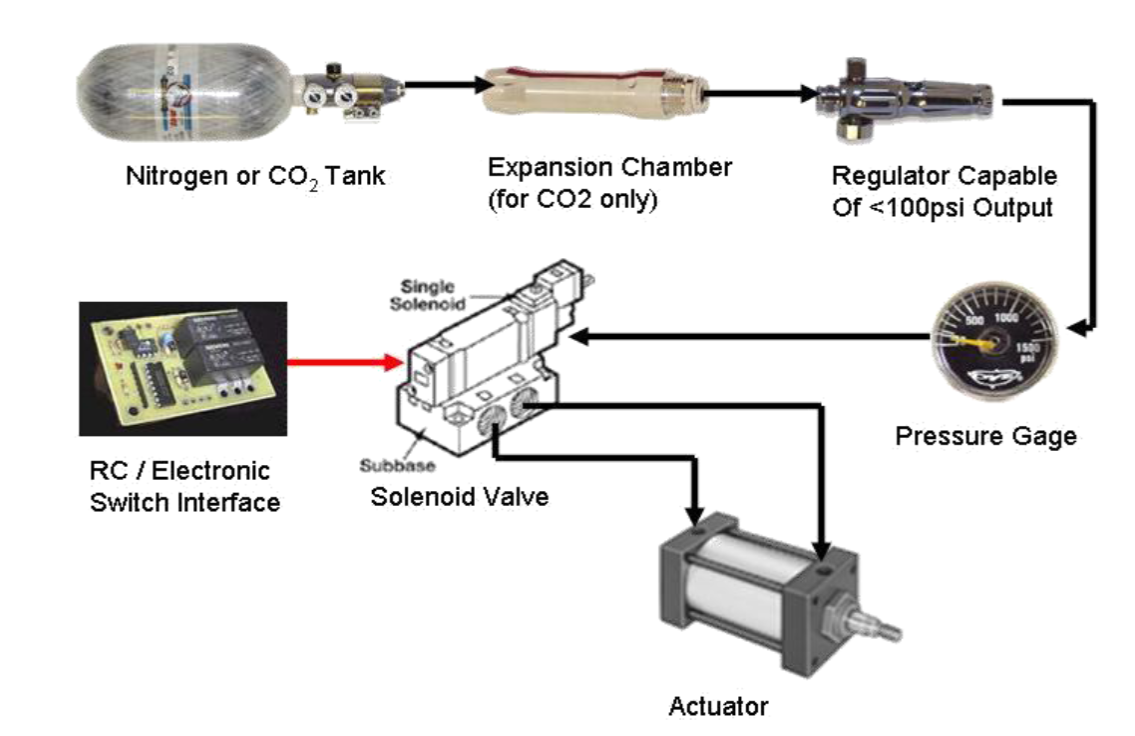 Nitrogen or CO₂ Tank
Expansion Chamber
(for CO2 only)
Regulator Capable
Of <100psi Output
Single
Solenoid
Subbase
Solenoid Valve
RC / Electronic
Switch Interface
500 1000
1500
psi
Pressure Gage
Actuator